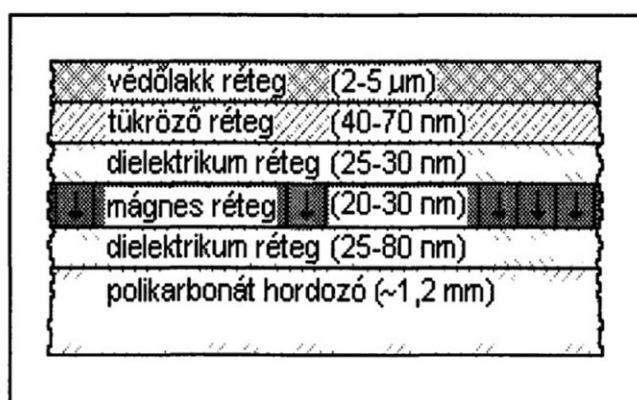 védőlakk réteg (2-5 μm)
tükröző réteg (40-70 nm)
dielektrikum réteg (25-30 nm)
mágnes réteg (20-30 nm)
dielektrikum réteg (25-80 nm)
polikarbonát hordozó (~1,2 mm)